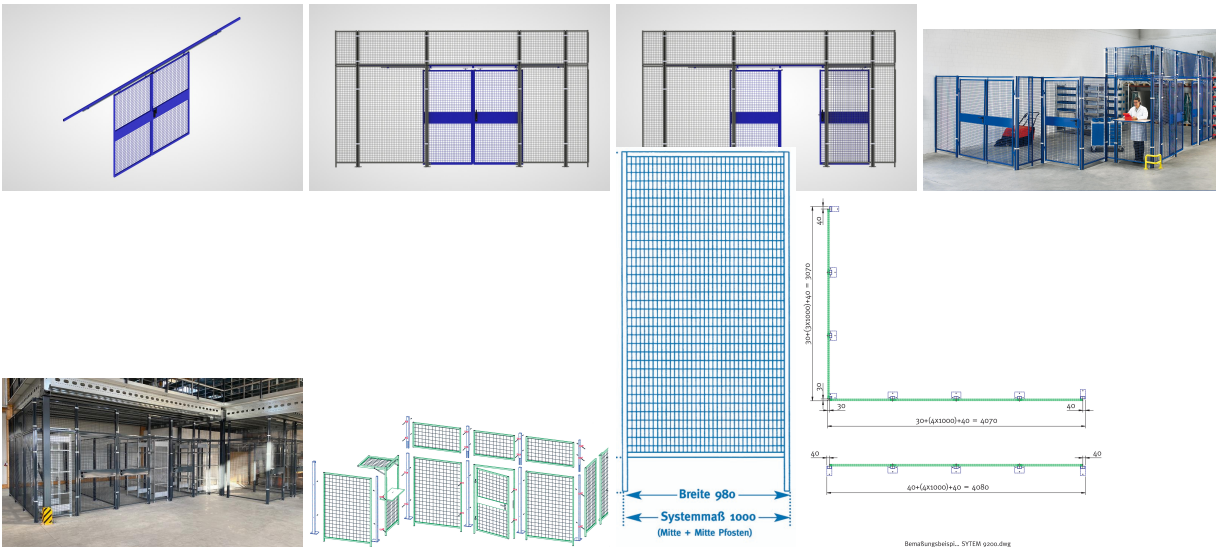 40
30+(3x1000)+40 = 3070
30
30
40
30+(4x1000)+40 = 4070
40
40
40+(4x1000)+40 = 4080
Breite 980
Systemmaß 1000
(Mitte + Mitte Pfosten)
Bemaßungsbeispi... SYTEM 9200.dwg